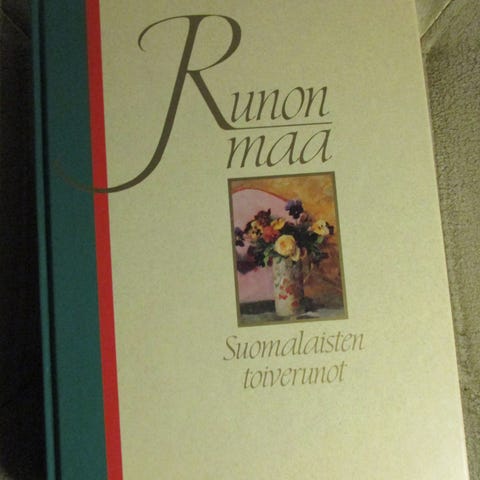 Runon
maa
Suomalaisten
toiverunot